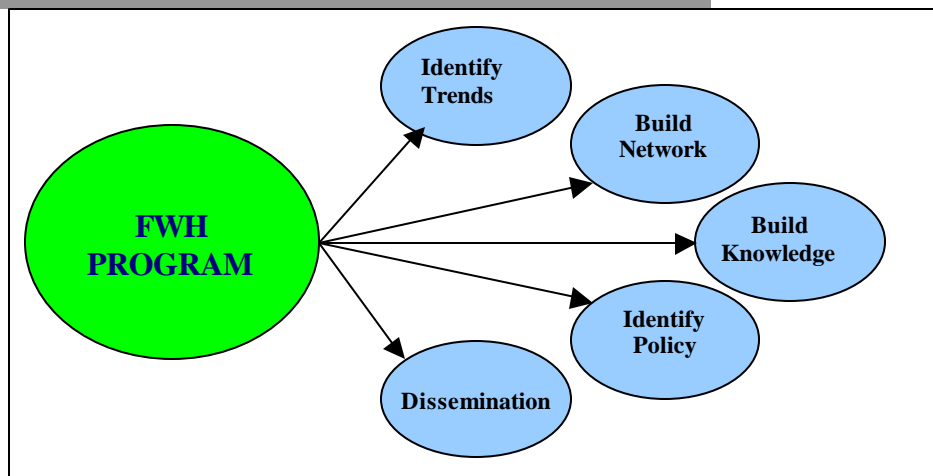 Identify
Trends
Build
Network
FWH
PROGRAM
Build
Knowledge
Identify
Policy
Dissemination